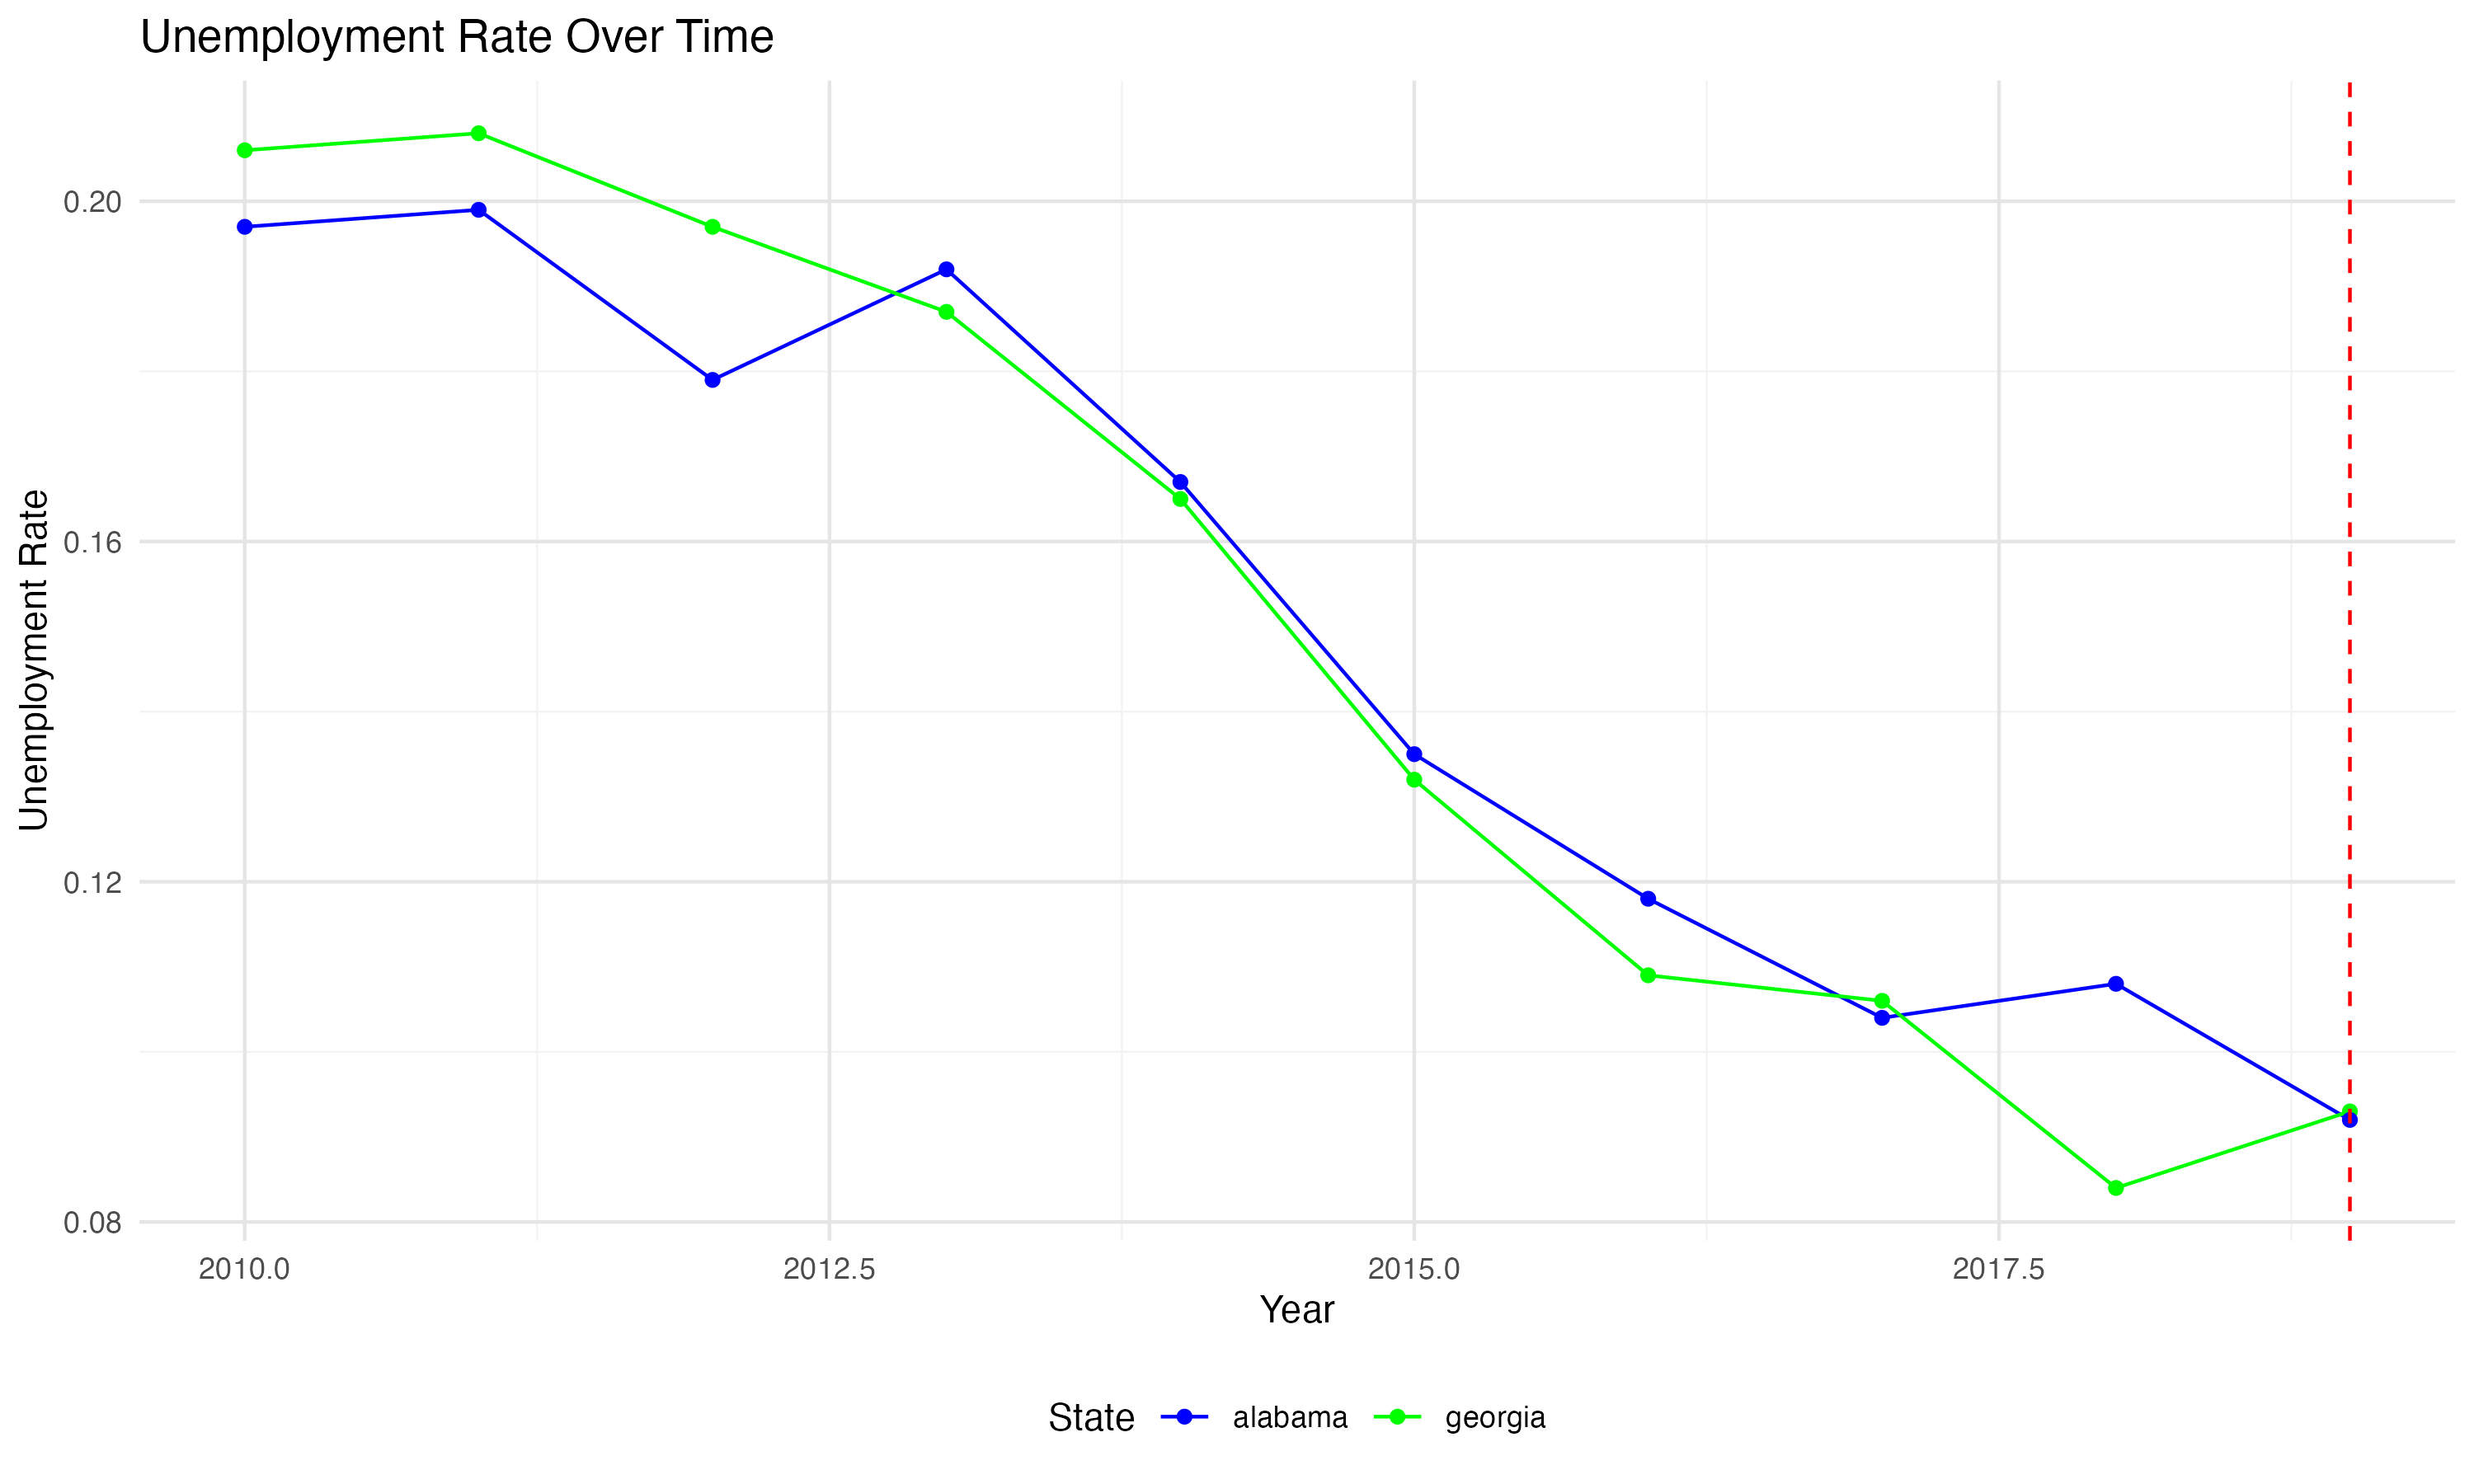 Unemployment Rate Over Time
Unemployment Rate
0.20
0.16
0.12
0.08
2010.0 2012.5 2015.0 2017.5
Year
State alabama georgia